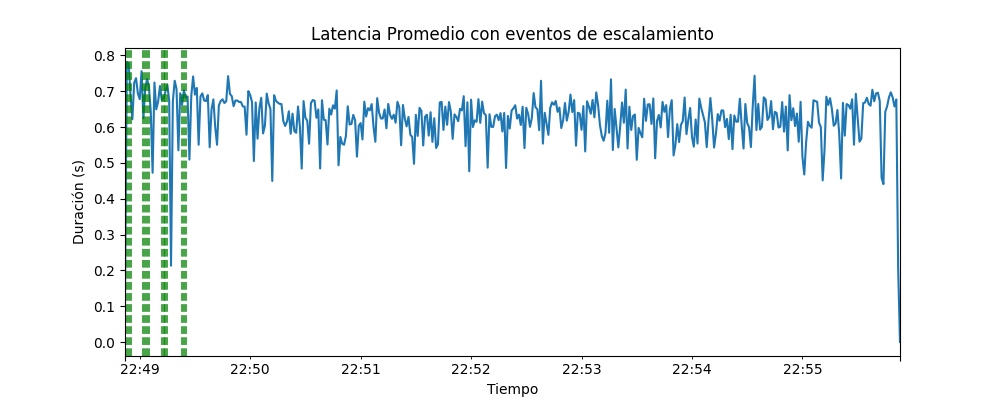 Latencia Promedio con eventos de escalamiento
Duración (s)
0.8
0.7
0.6
0.5
0.4
0.3
0.2
0.1
0.0
22:49 22:50 22:51 22:52 22:53 22:54 22:55
Tiempo